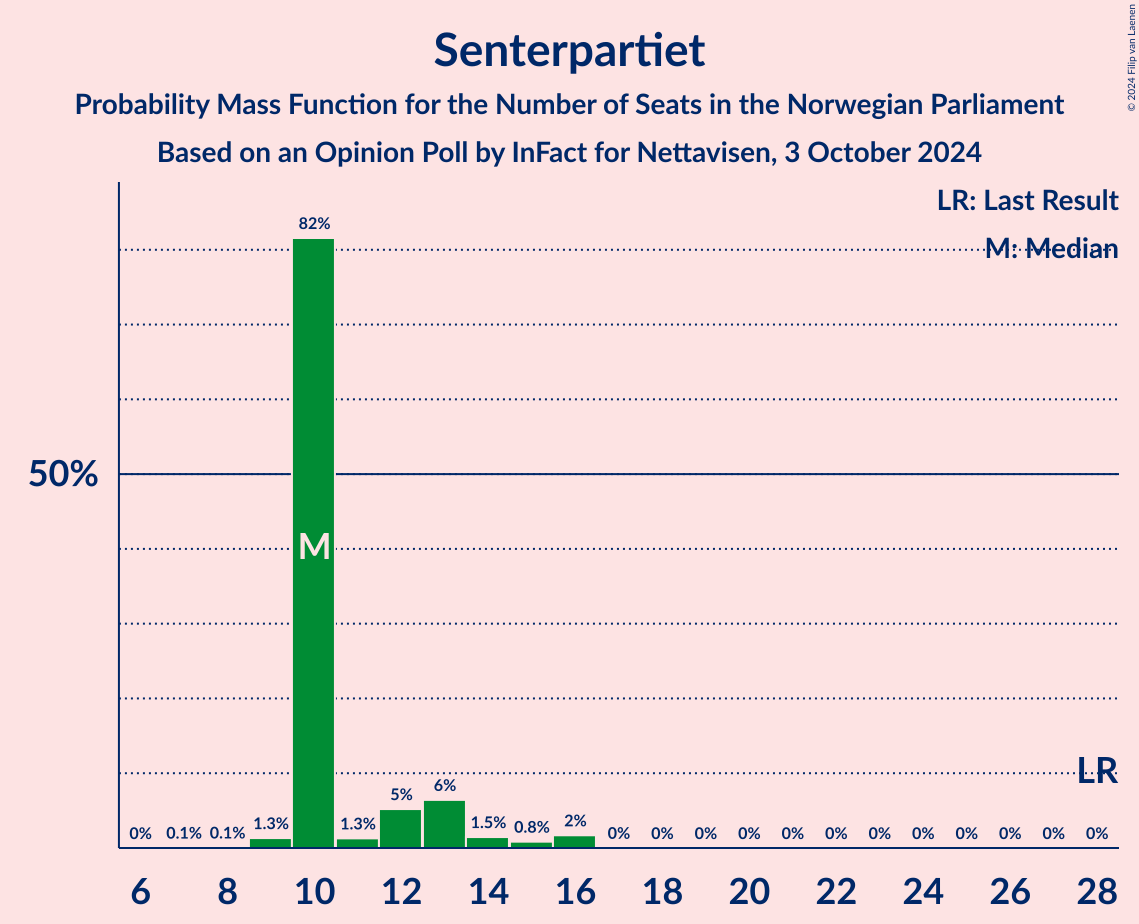 Senterpartiet
Probability Mass Function for the Number of Seats in the Norwegian Parliament
Based on an Opinion Poll by InFact for Nettavisen, 3 October 2024
© 2024 Filip van Laenen
LR: Last Result
M: Median
50%
82%
M
LR
0% 0.1% 0.1% 1.3% 1.3% 5% 6% 1.5% 0.8% 2% 0% 0% 0% 0% 0% 0% 0% 0% 0% 0% 0% 0%
6 8 10 12 14 16 18 20 22 24 26 28